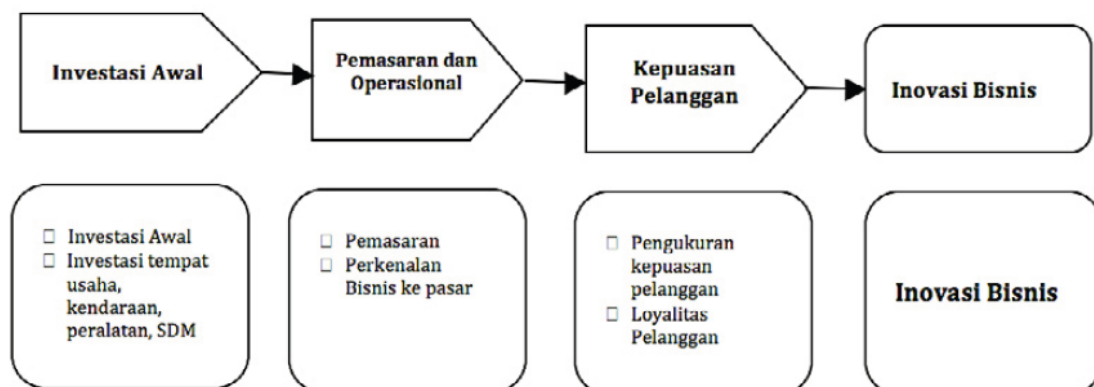 Investasi Awal
Pemasaran dan
Operasional
Kepuasan
Pelanggan
Inovasi Bisnis
□ Investasi Awal
□ Investasi tempat
usaha,
kendaraan,
peralatan, SDM
□ Pemasaran
□ Perkenalan
Bisnis ke pasar
□ Pengukuran
kepuasan
pelanggan
□ Loyalitas
Pelanggan
Inovasi Bisnis